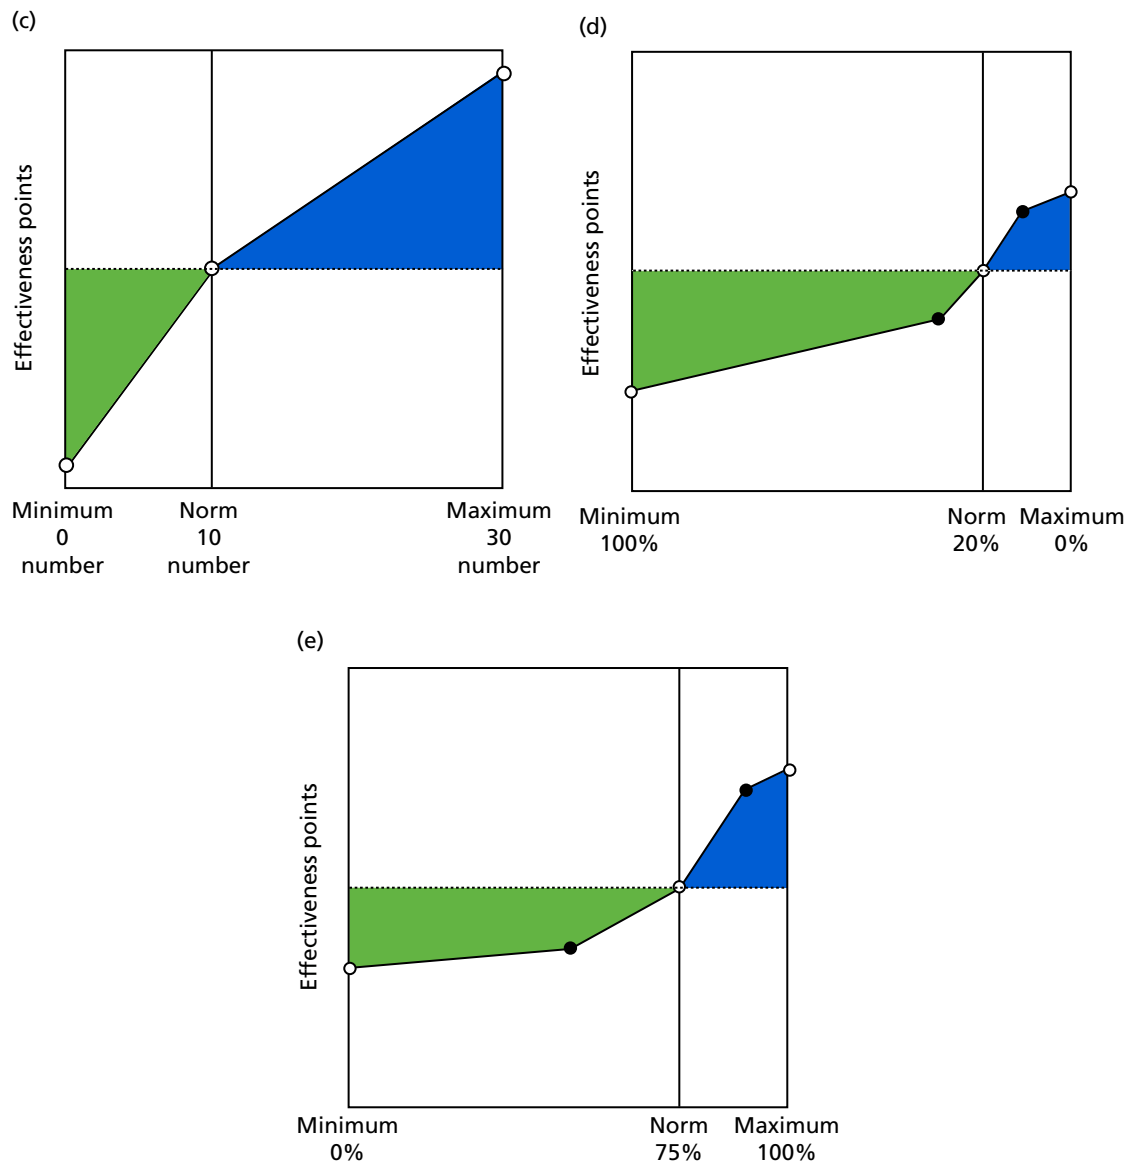 (c)
Effectiveness points
Minimum
0
number
Norm
10
number
Maximum
30
number
(d)
Effectiveness points
Minimum
100%
Norm
20%
Maximum
0%
(e)
Effectiveness points
Minimum
0%
Norm
75%
Maximum
100%